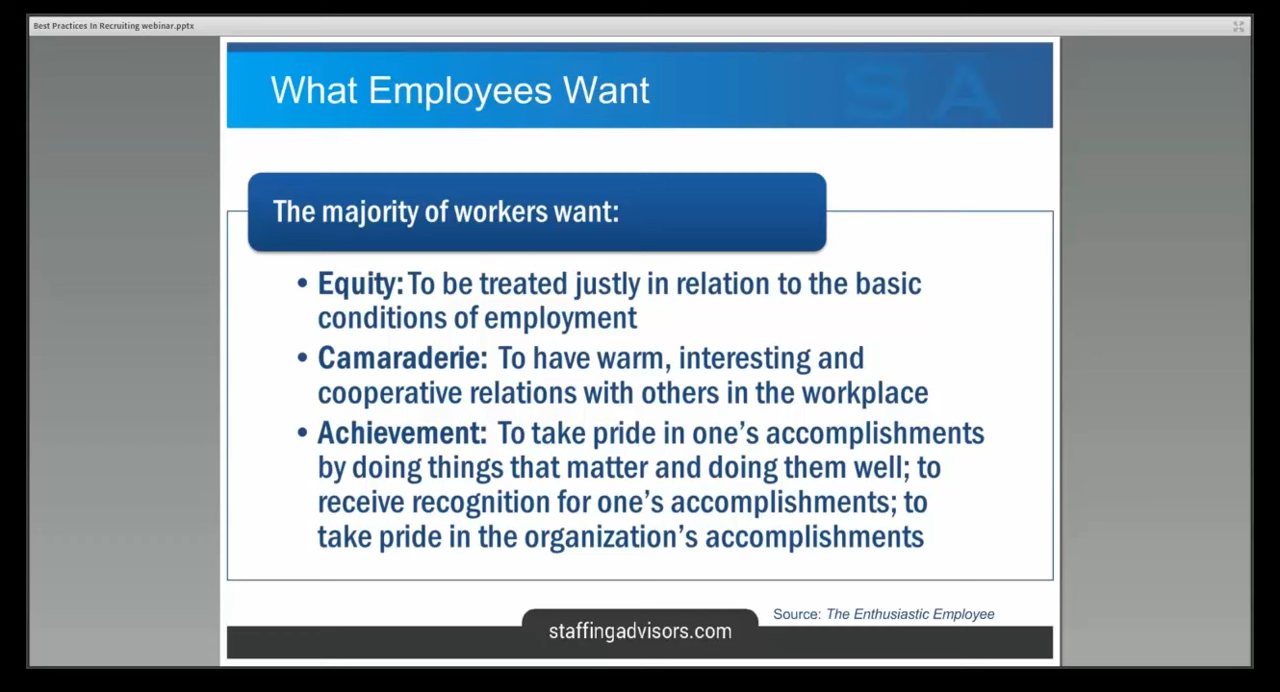 Best Practices In Recruiting webinar.pptx
What Employees Want
SA
The majority of workers want:
• Equity: To be treated justly in relation to the basic
conditions of employment
• Camaraderie: To have warm, interesting and
cooperative relations with others in the workplace
• Achievement: To take pride in one's accomplishments
by doing things that matter and doing them well; to
receive recognition for one's accomplishments; to
take pride in the organization's accomplishments
Source: The Enthusiastic Employee
staffingadvisors.com